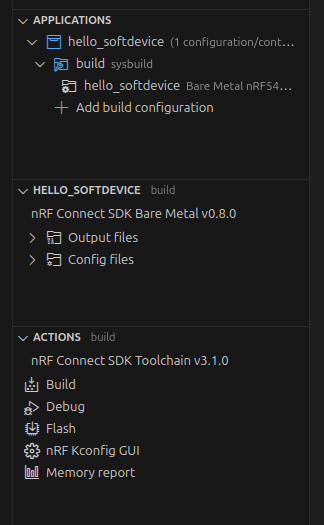 APPLICATIONS
hello_softdevice (1 configuration/cont...
build sysbuild
hello_softdevice Bare Metal nRF54...
Add build configuration
HELLO_SOFTDEVICE build
nRF Connect SDK Bare Metal v0.8.0
Output files
Config files
ACTIONS build
nRF Connect SDK Toolchain v3.1.0
Build
Debug
Flash
nRF Kconfig GUI
Memory report